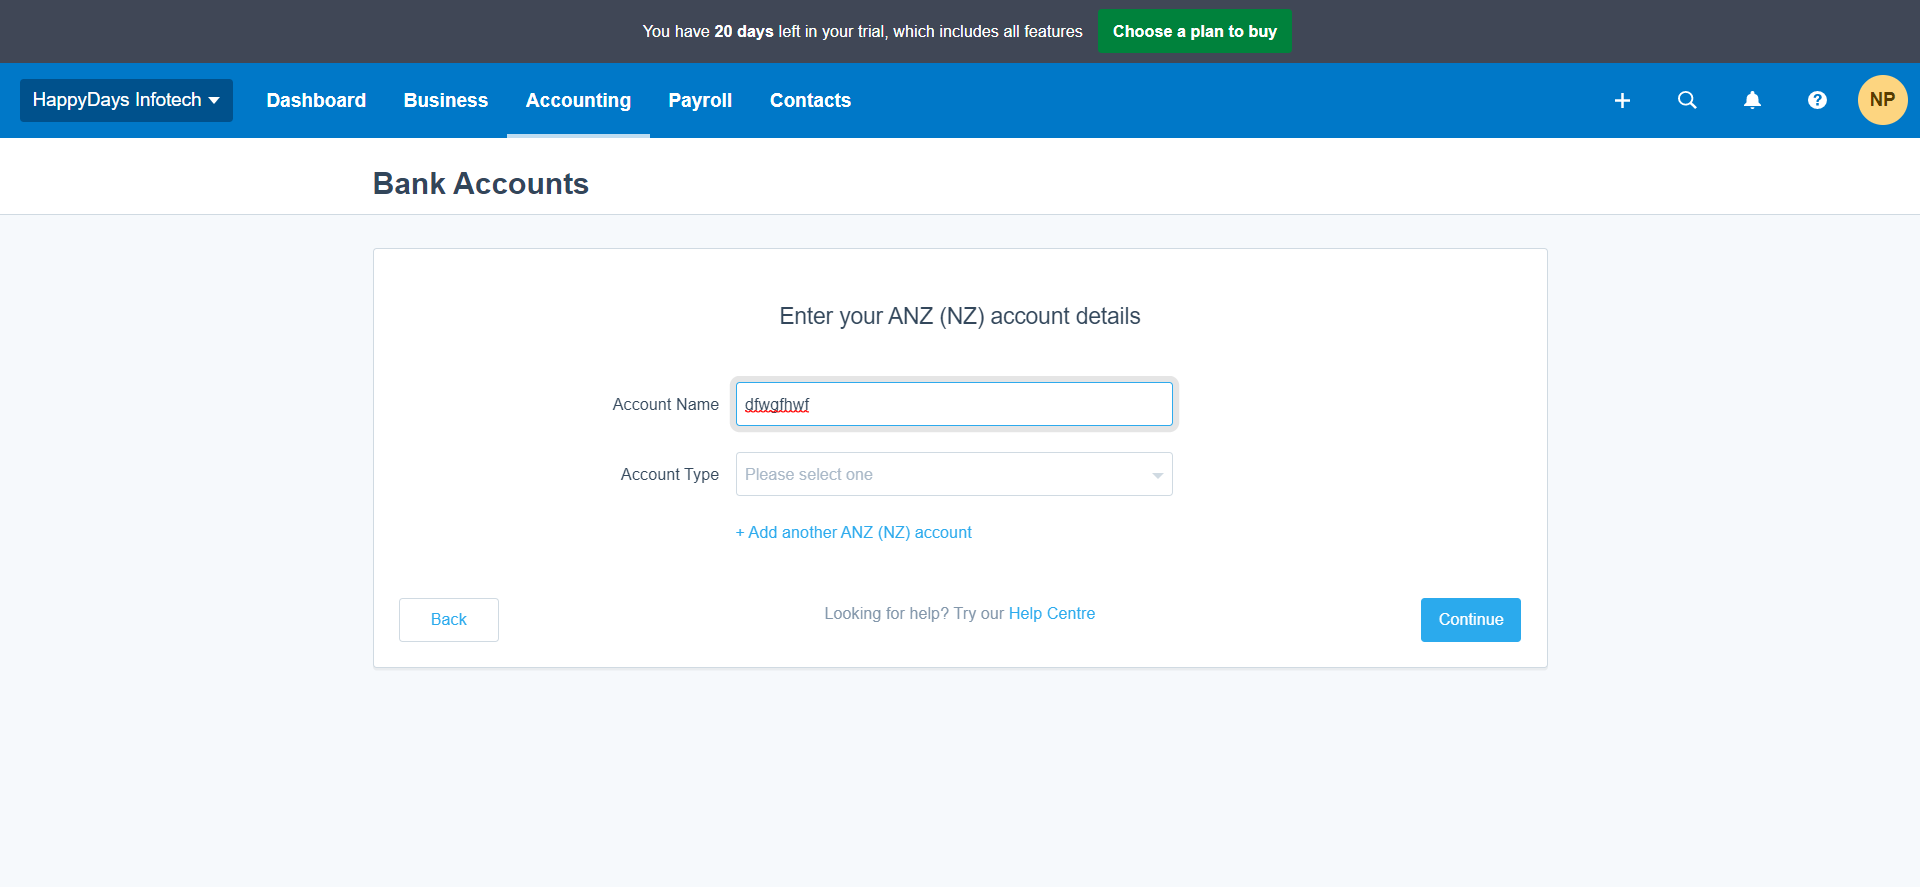 You have 20 days left in your trial, which includes all features Choose a plan to buy
HappyDays Infotech Dashboard Business Accounting Payroll Contacts NP
Bank Accounts
Enter your ANZ (NZ) account details
Account Name dfwgfhwf
Account Type Please select one
+ Add another ANZ (NZ) account
Back Looking for help? Try our Help Centre Continue